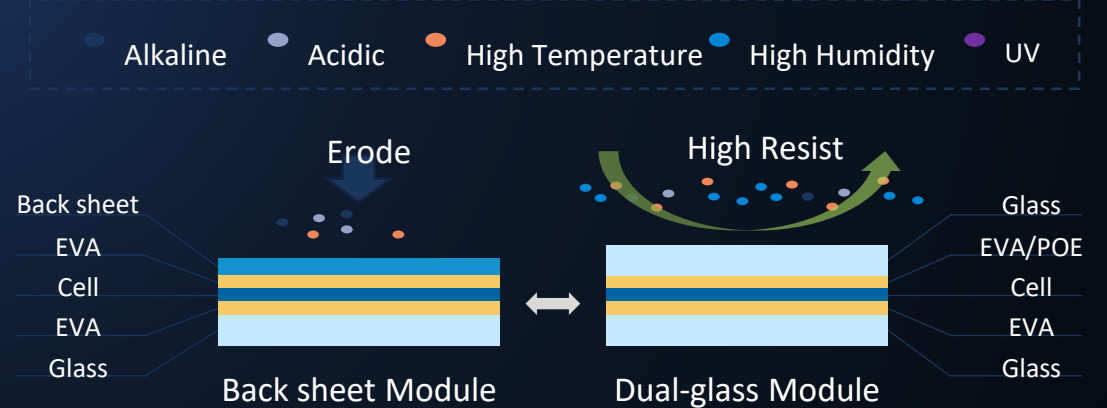 Alkaline Acidic High Temperature High Humidity UV
Erode
High Resist
Back sheet
EVA
Cell
EVA
Glass
Glass
EVA/POE
Cell
EVA
Glass
Back sheet Module
Dual-glass Module